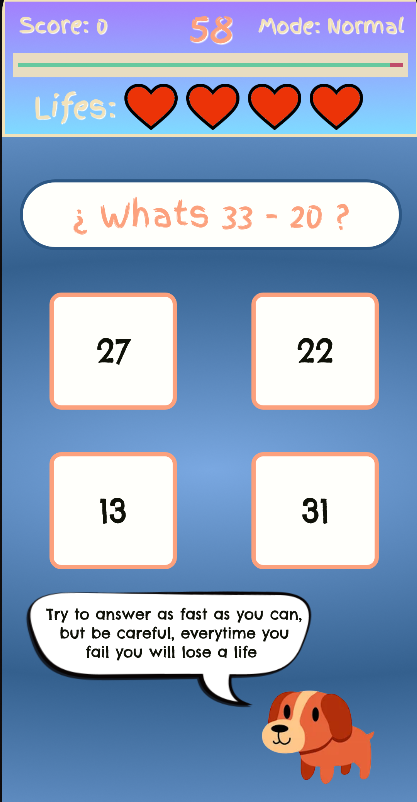 Score: 0 58 Mode: Normal
Lifes:
¿ Whats 33 - 20 ?
27 22
13 31
Try to answer as fast as you can,
but be careful, everytime you
fail you will lose a life